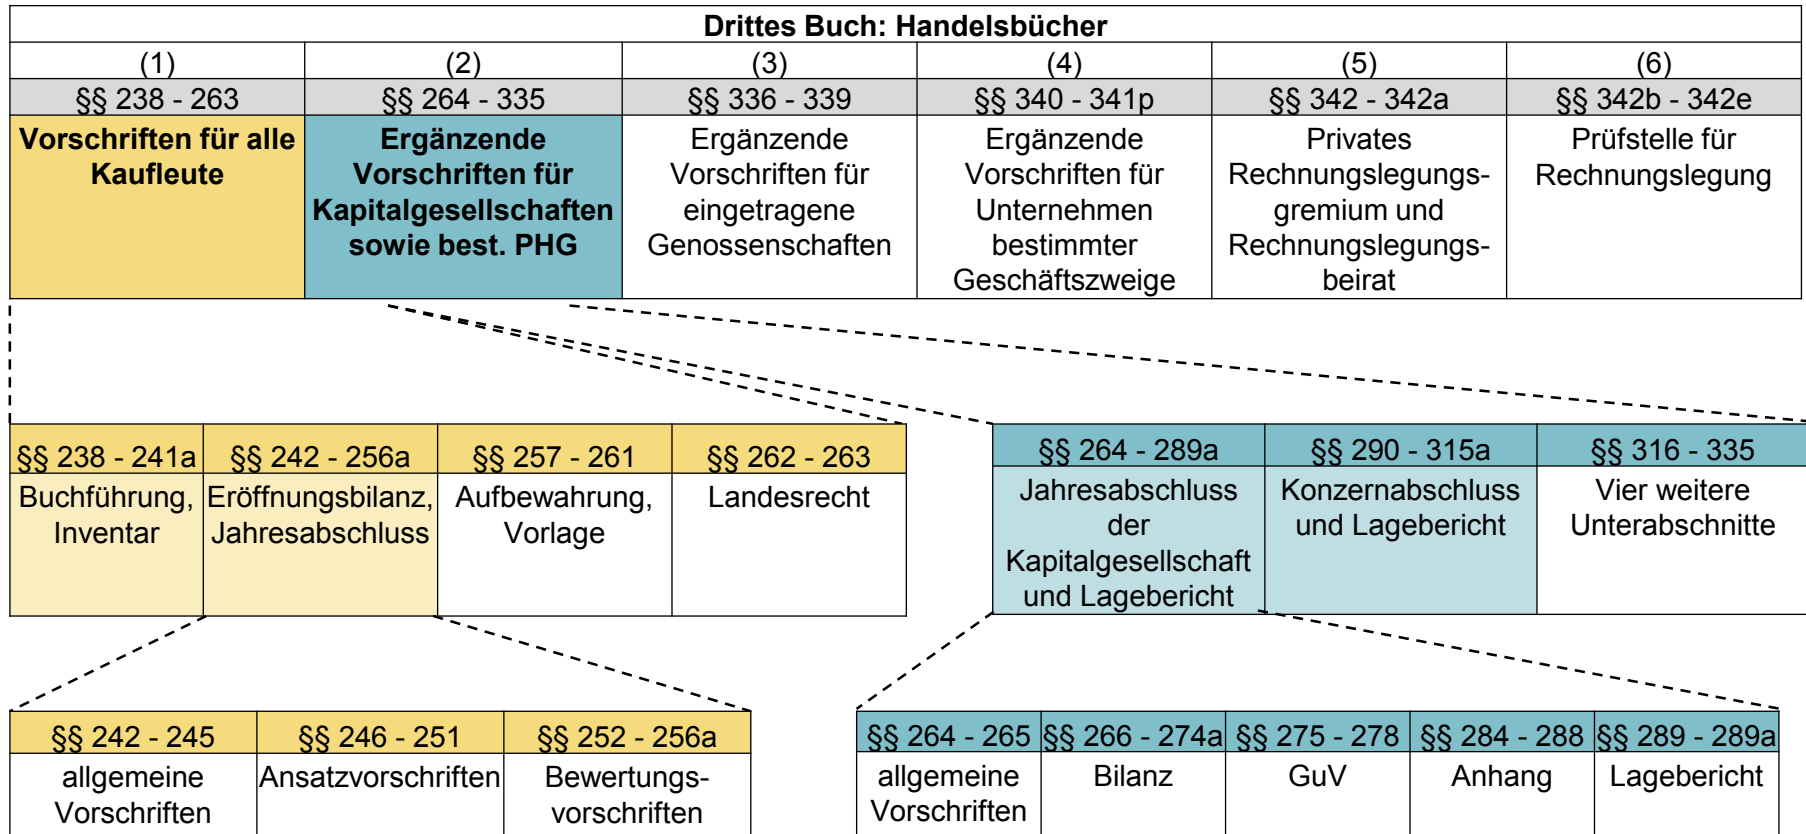 Drittes Buch: Handelsbücher
(1) (2) (3) (4) (5) (6)
§§ 238 - 263 §§ 264 - 335 §§ 336 - 339 §§ 340 - 341p §§ 342 - 342a §§ 342b - 342e
Vorschriften für alle
Kaufleute
Ergänzende
Vorschriften für
Kapitalgesellschaften
sowie best. PHG
Ergänzende
Vorschriften für
eingetragene
Genossenschaften
Ergänzende
Vorschriften für
Unternehmen
bestimmter
Geschäftszweige
Privates
Rechnungslegungs-
gremium und
Rechnungslegungs-
beirat
Prüfstelle für
Rechnungslegung
§§ 238 - 241a §§ 242 - 256a §§ 257 - 261 §§ 262 - 263
Buchführung,
Inventar
Eröffnungsbilanz,
Jahresabschluss
Aufbewahrung,
Vorlage
Landesrecht
§§ 264 - 289a §§ 290 - 315a §§ 316 - 335
Jahresabschluss
der
Kapitalgesellschaft
und Lagebericht
Konzernabschluss
und Lagebericht
Vier weitere
Unterabschnitte
§§ 242 - 245 §§ 246 - 251 §§ 252 - 256a
allgemeine
Vorschriften
Ansatzvorschriften
Bewertungs-
vorschriften
§§ 264 - 265 §§ 266 - 274a §§ 275 - 278 §§ 284 - 288 §§ 289 - 289a
allgemeine
Vorschriften
Bilanz
GuV
Anhang
Lagebericht